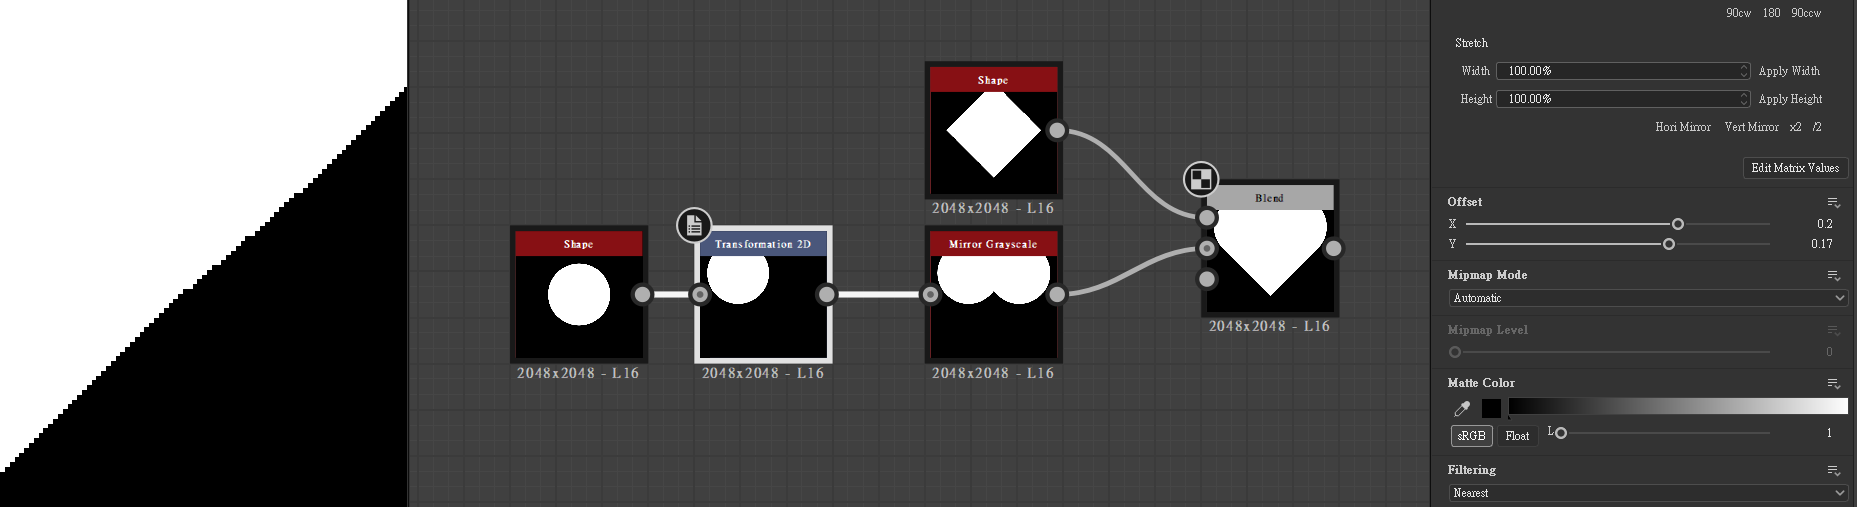 Shape
2048x2048 - L16
Shape
2048x2048 - L16
Transformation 2D
2048x2048 - L16
Mirror Grayscale
2048x2048 - L16
Blend
2048x2048 - L16
90cw 180 90ccw
Stretch
Width 100.00% Apply Width
Height 100.00% Apply Height
Hori Mirror Vert Mirror x2 /2
Edit Matrix Values
Offset
X 0.2
Y 0.17
Mipmap Mode
Automatic
Mipmap Level
0
Matte Color
sRGB Float L 1
Filtering
Nearest